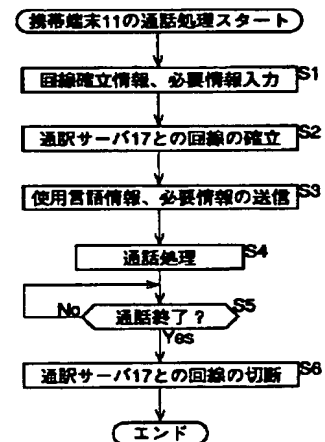 携帯端末11の通話処理スタート
回線確立情報、必要情報入力 S1
通訳サーバ17との回線の確立 S2
使用言語情報、必要情報の送信 S3
通話処理 S4
通話終了？ S5
No
Yes
通訳サーバ17との回線の切断 S6
エンド